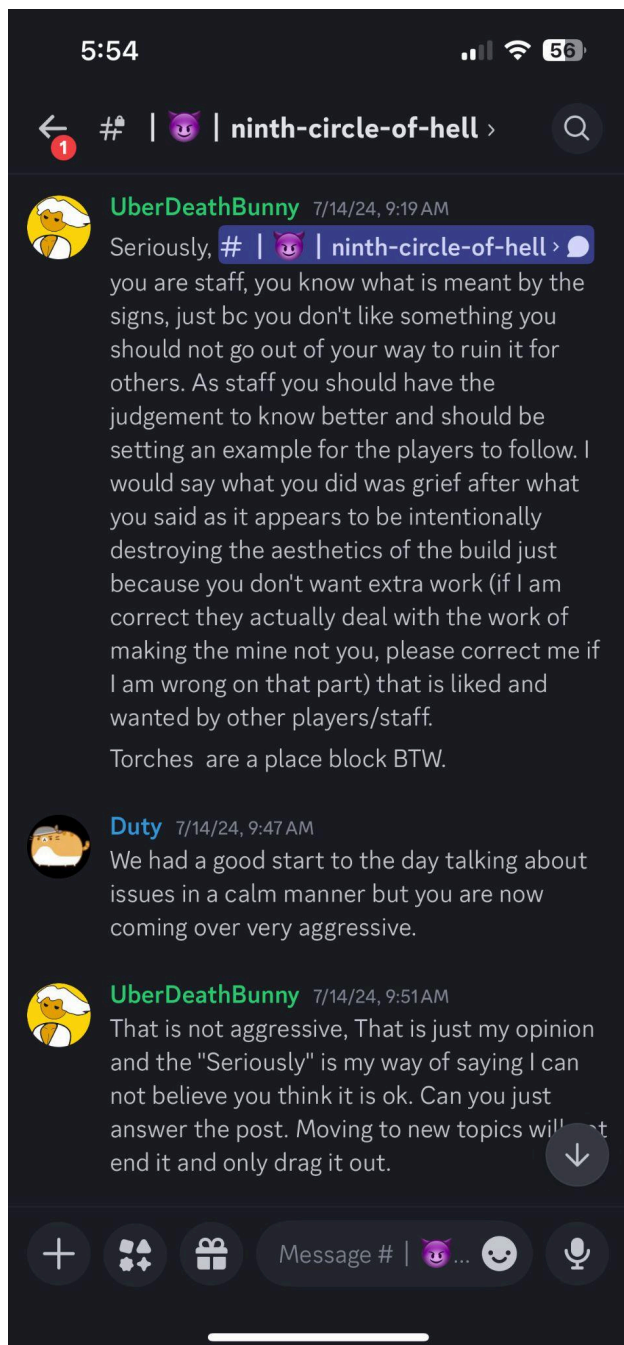 5:54
56
1
# | 😈 | ninth-circle-of-hell ›
UberDeathBunny 7/14/24, 9:19 AM
Seriously, # | 😈 | ninth-circle-of-hell ›
you are staff, you know what is meant by the
signs, just bc you don't like something you
should not go out of your way to ruin it for
others. As staff you should have the
judgement to know better and should be
setting an example for the players to follow. I
would say what you did was grief after what
you said as it appears to be intentionally
destroying the aesthetics of the build just
because you don't want extra work (if I am
correct they actually deal with the work of
making the mine not you, please correct me if
I am wrong on that part) that is liked and
wanted by other players/staff.
Torches  are a place block BTW.
Duty 7/14/24, 9:47 AM
We had a good start to the day talking about
issues in a calm manner but you are now
coming over very aggressive.
UberDeathBunny 7/14/24, 9:51 AM
That is not aggressive, That is just my opinion
and the "Seriously" is my way of saying I can
not believe you think it is ok. Can you just
answer the post. Moving to new topics will
end it and only drag it out.
Message # | 😈...